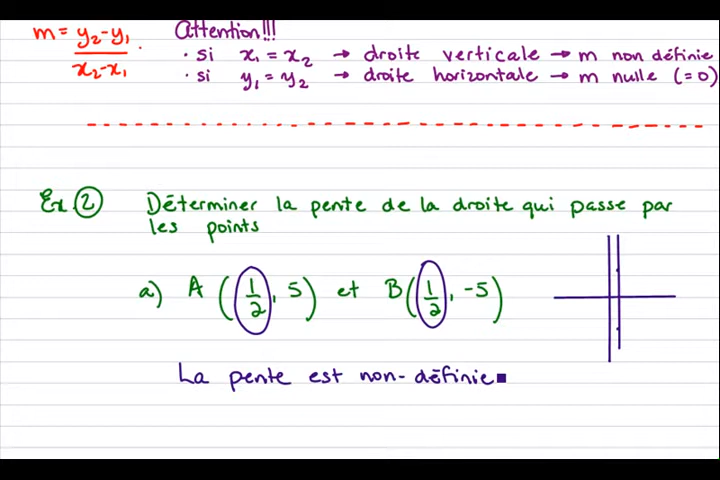 m = y₂-y₁ / x₂-x₁ .
Attention!!!
· si x₁ = x₂ → droite verticale → m non définie
· si y₁ = y₂ → droite horizontale → m nulle (=0)
Ex. 2 Déterminer la pente de la droite qui passe par
les points
a) A (1/2, 5) et B(1/2, -5)
La pente est non-définie